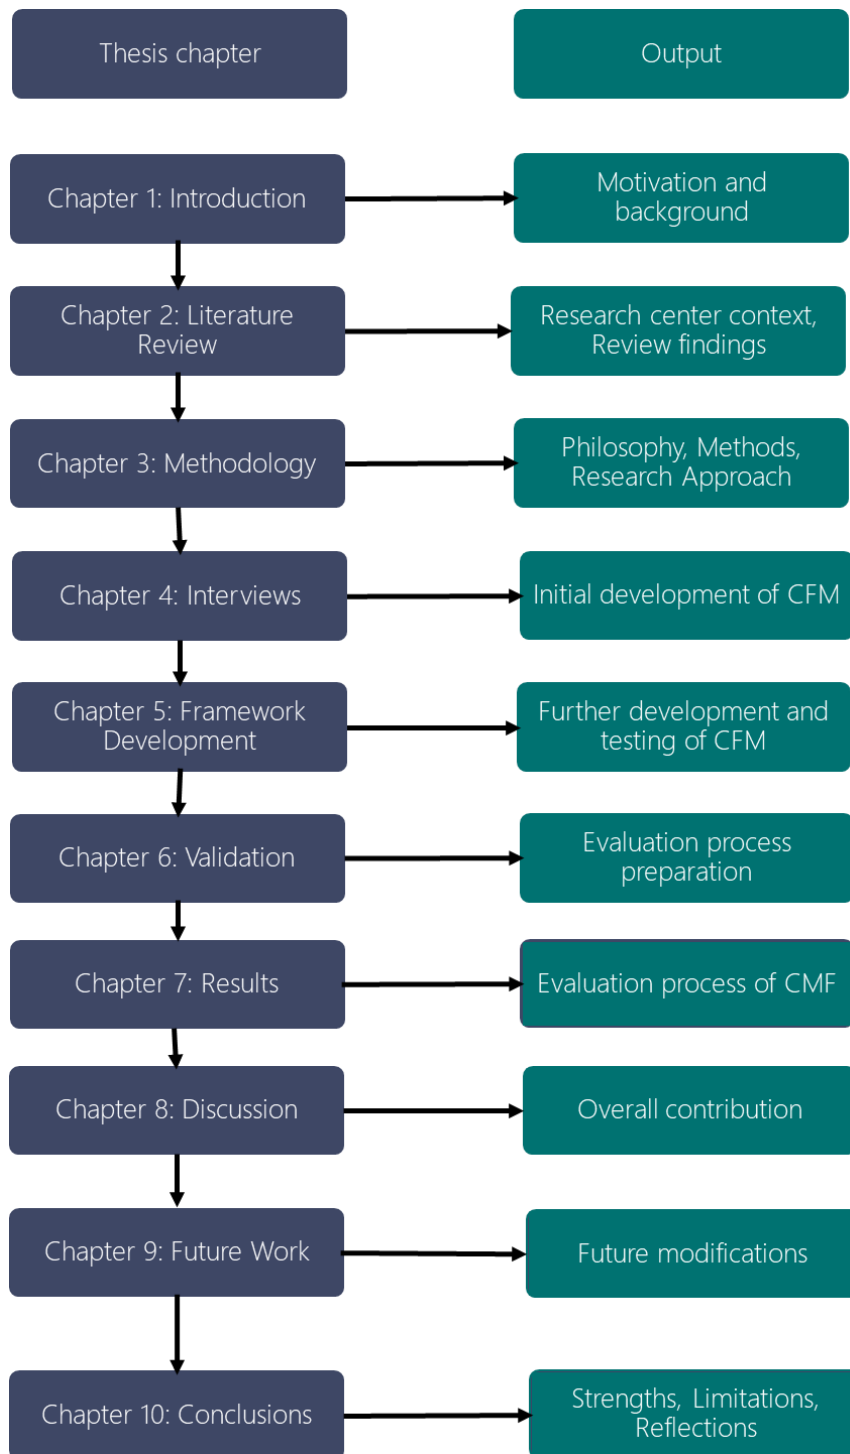 Thesis chapter
Output
Chapter 1: Introduction
Motivation and
background
Chapter 2: Literature
Review
Research center context,
Review findings
Chapter 3: Methodology
Philosophy, Methods,
Research Approach
Chapter 4: Interviews
Initial development of CFM
Chapter 5: Framework
Development
Further development and
testing of CFM
Chapter 6: Validation
Evaluation process
preparation
Chapter 7: Results
Evaluation process of CMF
Chapter 8: Discussion
Overall contribution
Chapter 9: Future Work
Future modifications
Chapter 10: Conclusions
Strengths, Limitations,
Reflections